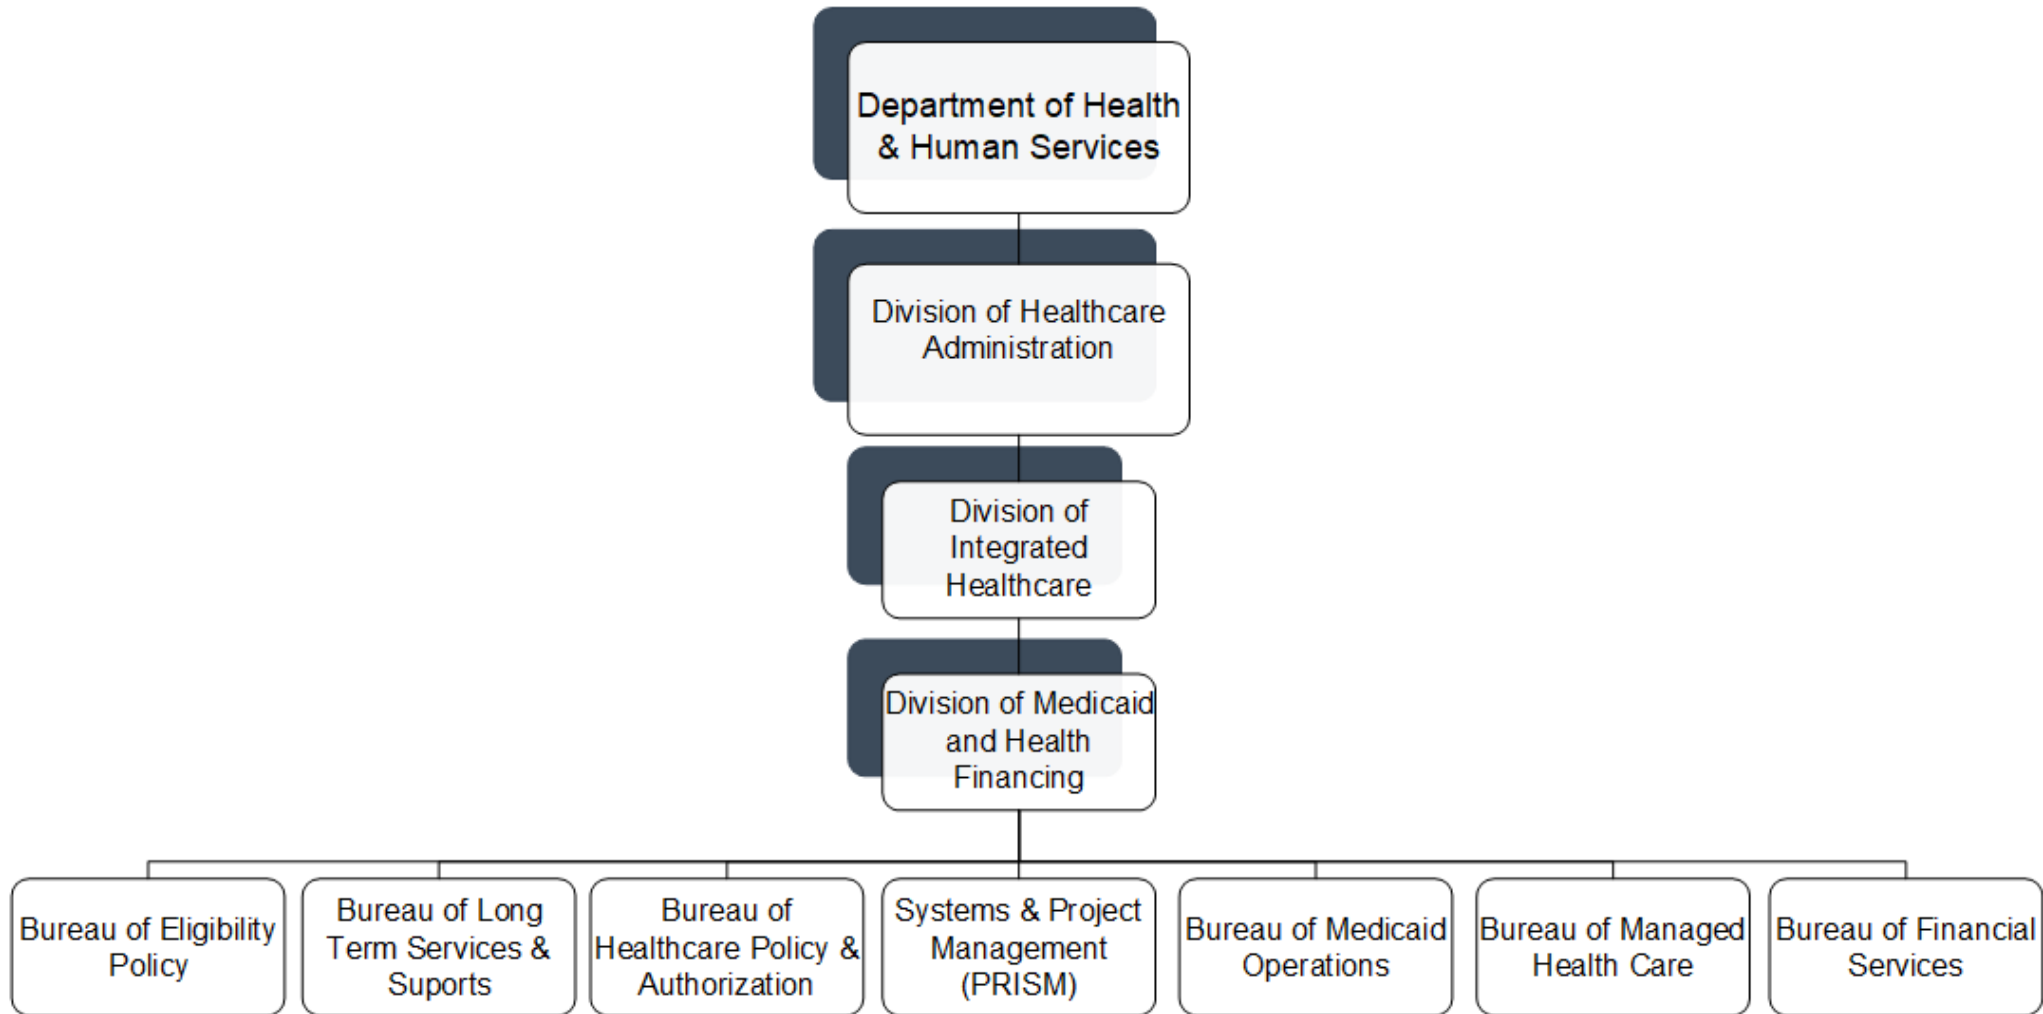 Department of Health
& Human Services
Division of Healthcare
Administration
Division of
Integrated
Healthcare
Division of Medicaid
and Health
Financing
Bureau of Eligibility
Policy
Bureau of Long
Term Services &
Suports
Bureau of
Healthcare Policy &
Authorization
Systems & Project
Management
(PRISM)
Bureau of Medicaid
Operations
Bureau of Managed
Health Care
Bureau of Financial
Services